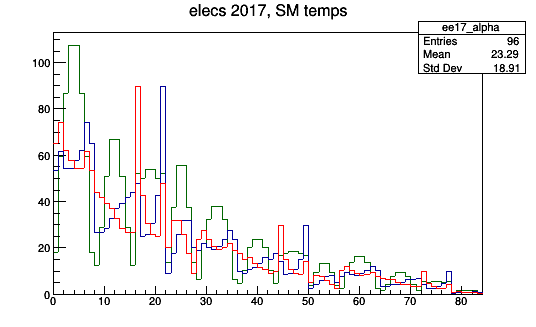 elecs 2017, SM temps
ee17_alpha
Entries 96
Mean 23.29
Std Dev 18.91
100
80
60
40
20
0
0 10 20 30 40 50 60 70 80